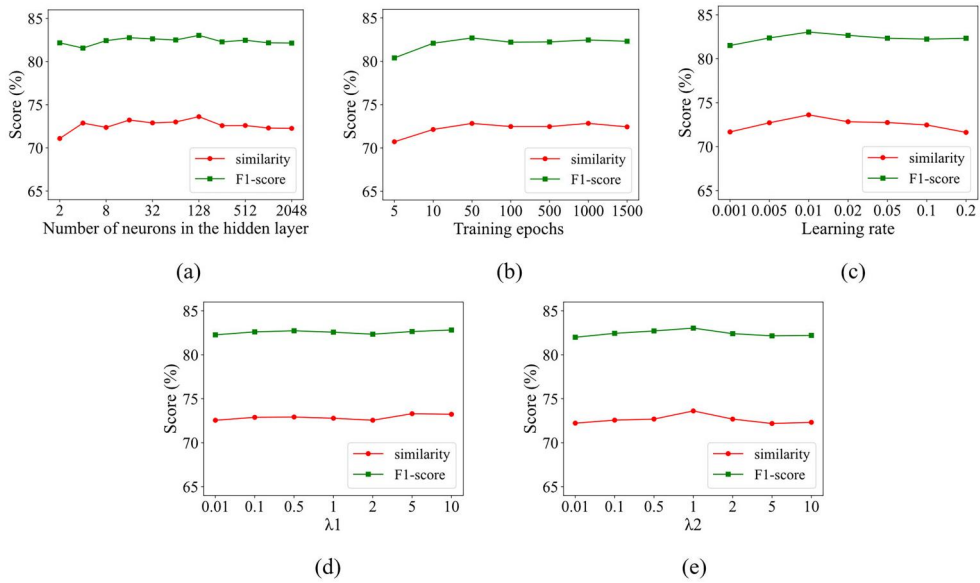 85
80
75
70
65
Score (%)
similarity
F1-score
2 8 32 128 512 2048
Number of neurons in the hidden layer
(a)
85
80
75
70
65
Score (%)
similarity
F1-score
5 10 50 100 500 1000 1500
Training epochs
(b)
85
80
75
70
65
Score (%)
similarity
F1-score
0.001 0.005 0.01 0.02 0.05 0.1 0.2
Learning rate
(c)
85
80
75
70
65
Score (%)
similarity
F1-score
0.01 0.1 0.5 1 2 5 10
λ1
(d)
85
80
75
70
65
Score (%)
similarity
F1-score
0.01 0.1 0.5 1 2 5 10
λ2
(e)